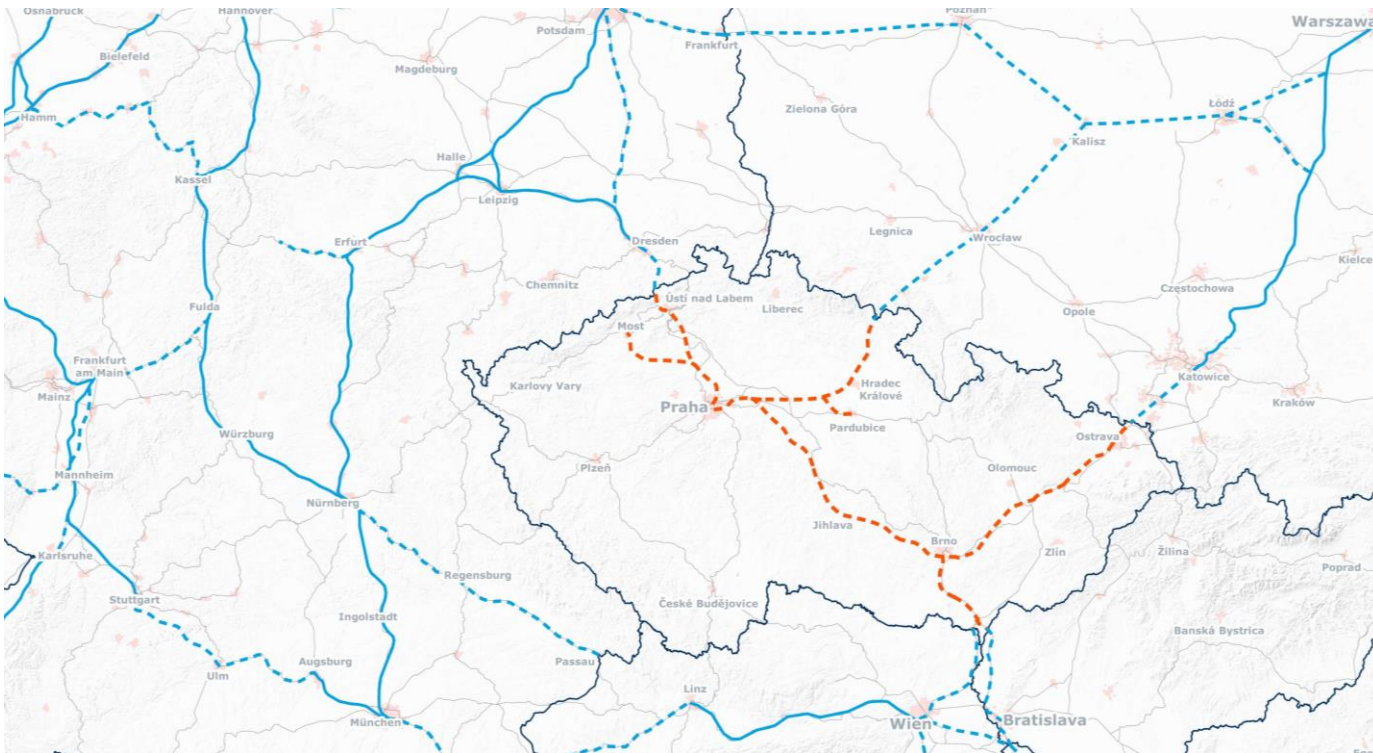 Osnabrück
Hannover
Poznań
Warszawa
Potsdam
Frankfurt
Bielefeld
Magdeburg
Zielona Góra
Łódź
Hamm
Kalisz
Halle
Kassel
Leipzig
Legnica
Wrocław
Erfurt
Dresden
Kielce
Chemnitz
Częstochowa
Ústí nad Labem
Fulda
Liberec
Opole
Most
Frankfurt
am Main
Karlovy Vary
Hradec
Králové
Katowice
Mainz
Kraków
Praha
Pardubice
Würzburg
Ostrava
Plzeň
Olomouc
Mannheim
Nürnberg
Jihlava
Brno
Zlín
Žilina
Karlsruhe
Poprad
Regensburg
Stuttgart
České Budějovice
Ingolstadt
Banská Bystrica
Augsburg
Passau
Ulm
Linz
München
Wien
Bratislava